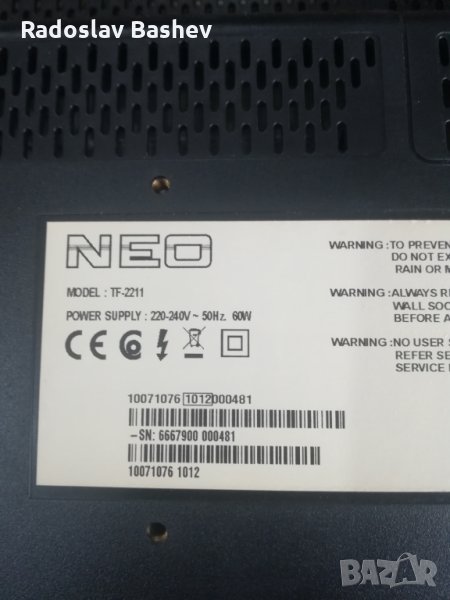 Radoslav Bashev
NEO
MODEL : TF-2211
POWER SUPPLY : 220-240V ~ 50Hz. 60W
CE
WARNING :TO PREVEN
DO NOT EX
RAIN OR M
WARNING :ALWAYS R
WALL SOC
BEFORE A
WARNING :NO USER S
REFER SE
SERVICE
10071076 1012 000481
-SN: 6667900 000481
10071076 1012
BAZAR